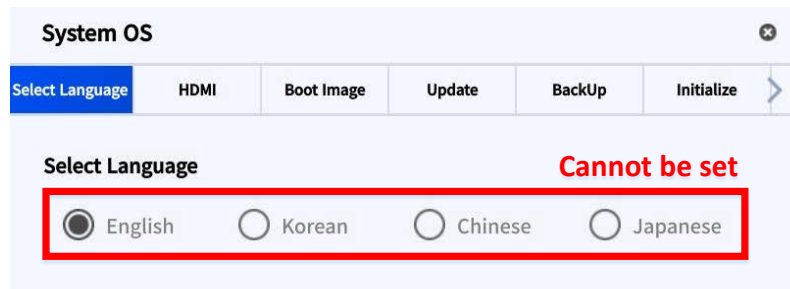 System OS
Select Language HDMI Boot Image Update BackUp Initialize
Select Language Cannot be set
English Korean Chinese Japanese